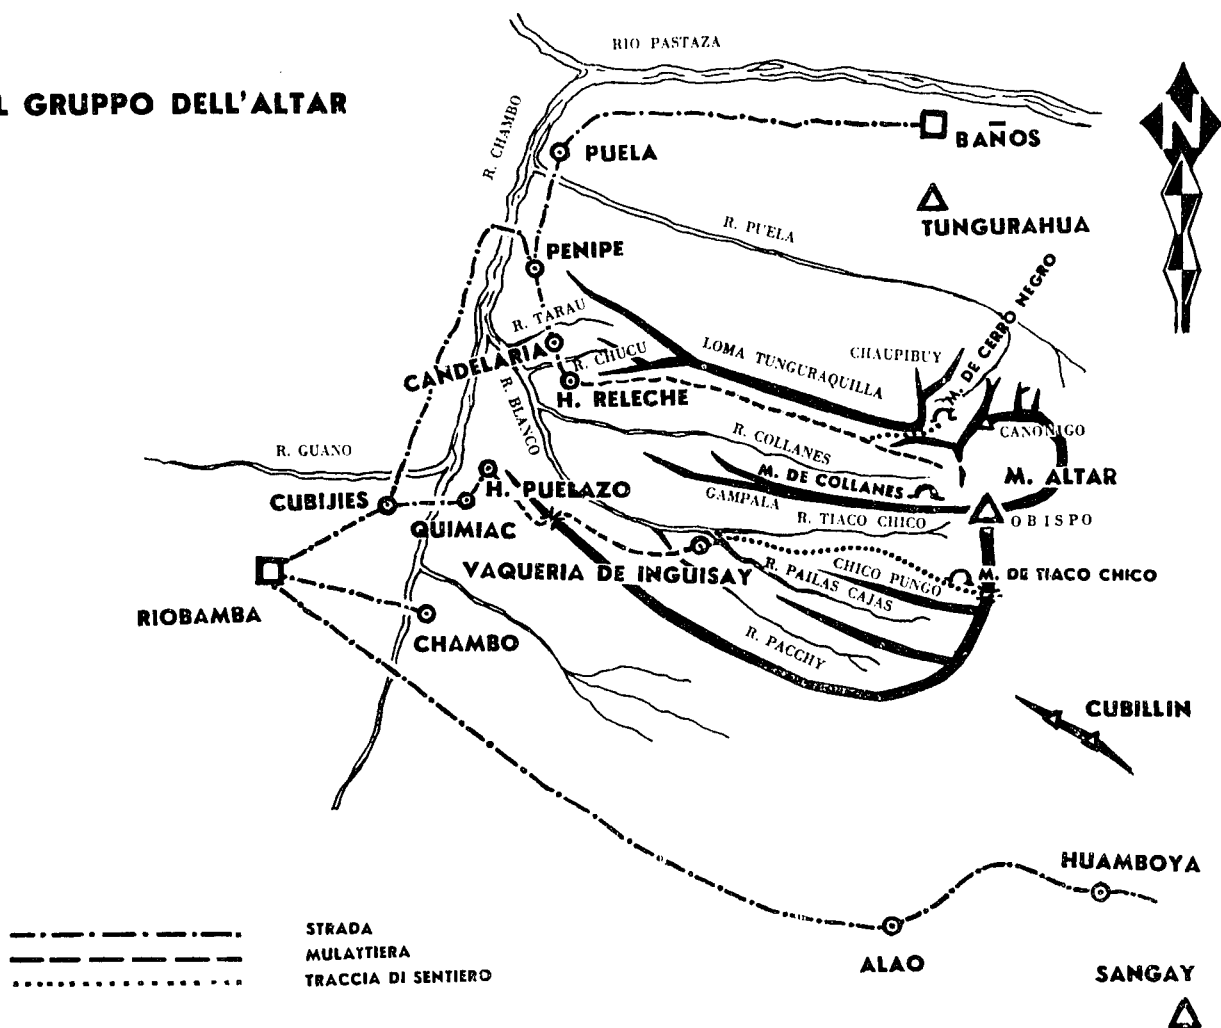 L GRUPPO DELL'ALTAR
RIO PASTAZA
R. CHAMBO
BAÑOS
PUELA
TUNGURAHUA
R. PUELA
PENIPE
M. DE CERRO NEGRO
R. TARAU
CHAUPIBUY
LOMA TUNGURAQUILLA
CANDELARIA
R. CHUCU
H. RELECHE
R. BLANCO
CANONIGO
R. COLLANES
R. GUANO
M. DE COLLANES
M. ALTAR
H. PUELAZO
CUBIJIES
GAMPALA
OBISPO
R. TIACO CHICO
QUIMIAC
VAQUERIA DE INGÜISAY
CHICO PUNGO
M. DE TIACO CHICO
R. PAILAS CAJAS
RIOBAMBA
CHAMBO
R. PACCHY
CUBILLIN
HUAMBOYA
ALAO
SANGAY
STRADA
MULATTIERA
TRACCIA DI SENTIERO
N